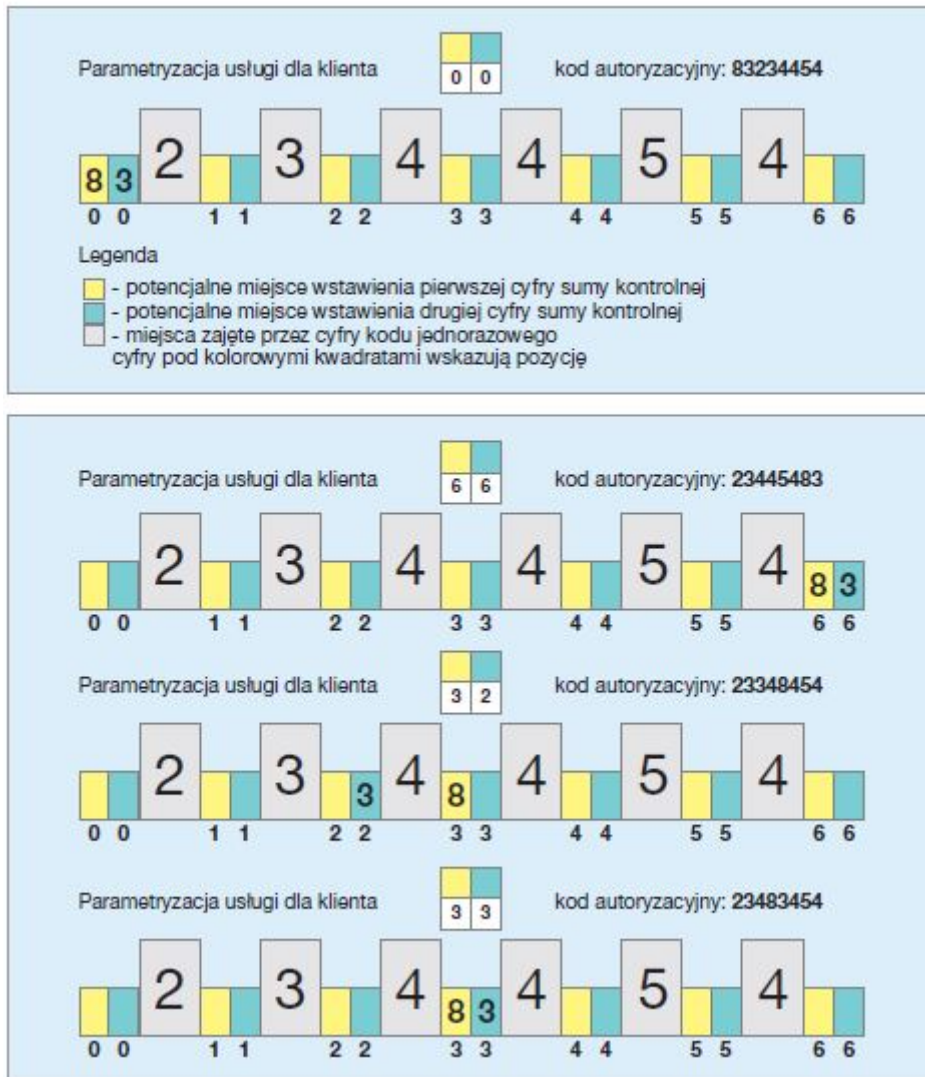 Parametryzacja usługi dla klienta 0 0 kod autoryzacyjny: 83234454
8 3 2 3 4 4 5 4
0 0 1 1 2 2 3 3 4 4 5 5 6 6
Legenda
- potencjalne miejsce wstawienia pierwszej cyfry sumy kontrolnej
- potencjalne miejsce wstawienia drugiej cyfry sumy kontrolnej
- miejsca zajęte przez cyfry kodu jednorazowego
cyfry pod kolorowymi kwadratami wskazują pozycję
Parametryzacja usługi dla klienta 6 6 kod autoryzacyjny: 23445483
2 3 4 4 5 4 8 3
0 0 1 1 2 2 3 3 4 4 5 5 6 6
Parametryzacja usługi dla klienta 3 2 kod autoryzacyjny: 23348454
2 3 3 4 8 4 5 4
0 0 1 1 2 2 3 3 4 4 5 5 6 6
Parametryzacja usługi dla klienta 3 3 kod autoryzacyjny: 23483454
2 3 4 8 3 4 5 4
0 0 1 1 2 2 3 3 4 4 5 5 6 6